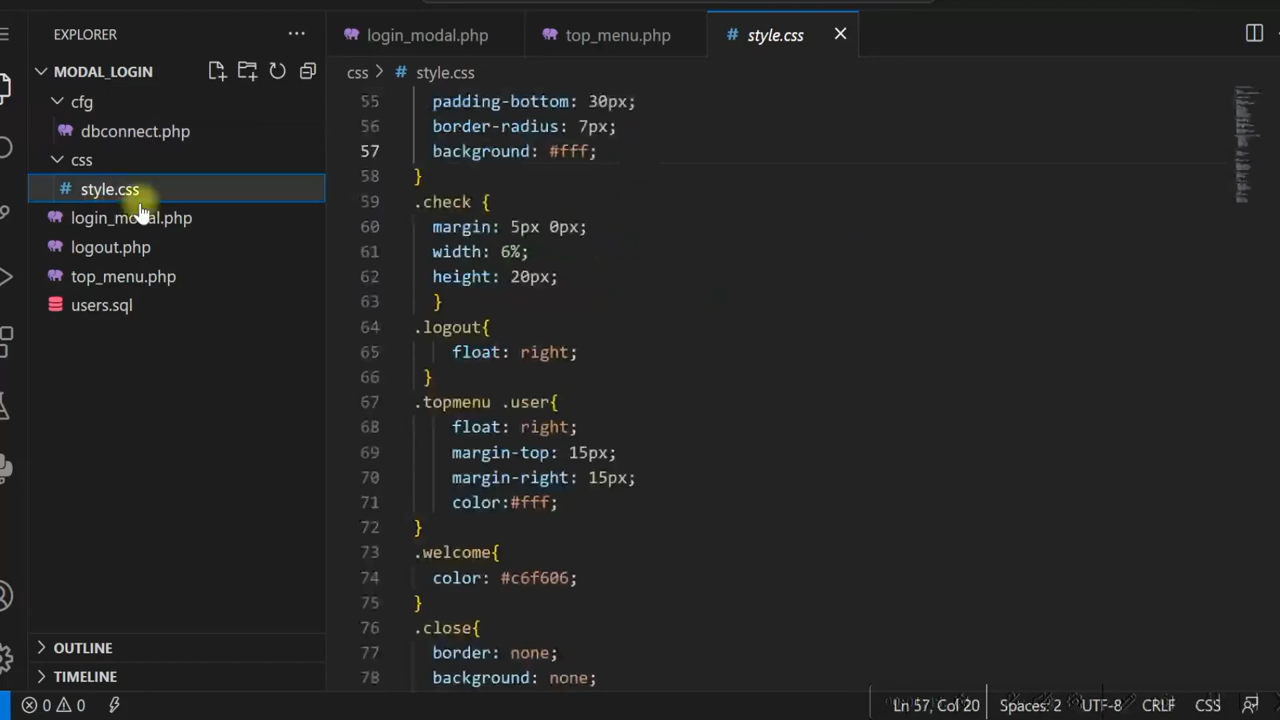 EXPLORER
MODAL_LOGIN
cfg
dbconnect.php
css
style.css
login_modal.php
logout.php
top_menu.php
users.sql
OUTLINE
TIMELINE
login_modal.php
top_menu.php
style.css
css
style.css
55 padding-bottom: 30px;
56 border-radius: 7px;
57 background: #fff;
58 }
59 .check {
60 margin: 5px 0px;
61 width: 6%;
62 height: 20px;
63 }
64 .logout{
65 float: right;
66 }
67 .topmenu .user{
68 float: right;
69 margin-top: 15px;
70 margin-right: 15px;
71 color:#fff;
72 }
73 .welcome{
74 color: #c6f606;
75 }
76 .close{
77 border: none;
78 background: none;
0 0 Ln 57, Col 20 Spaces: 2 UTF-8 CRLF CSS